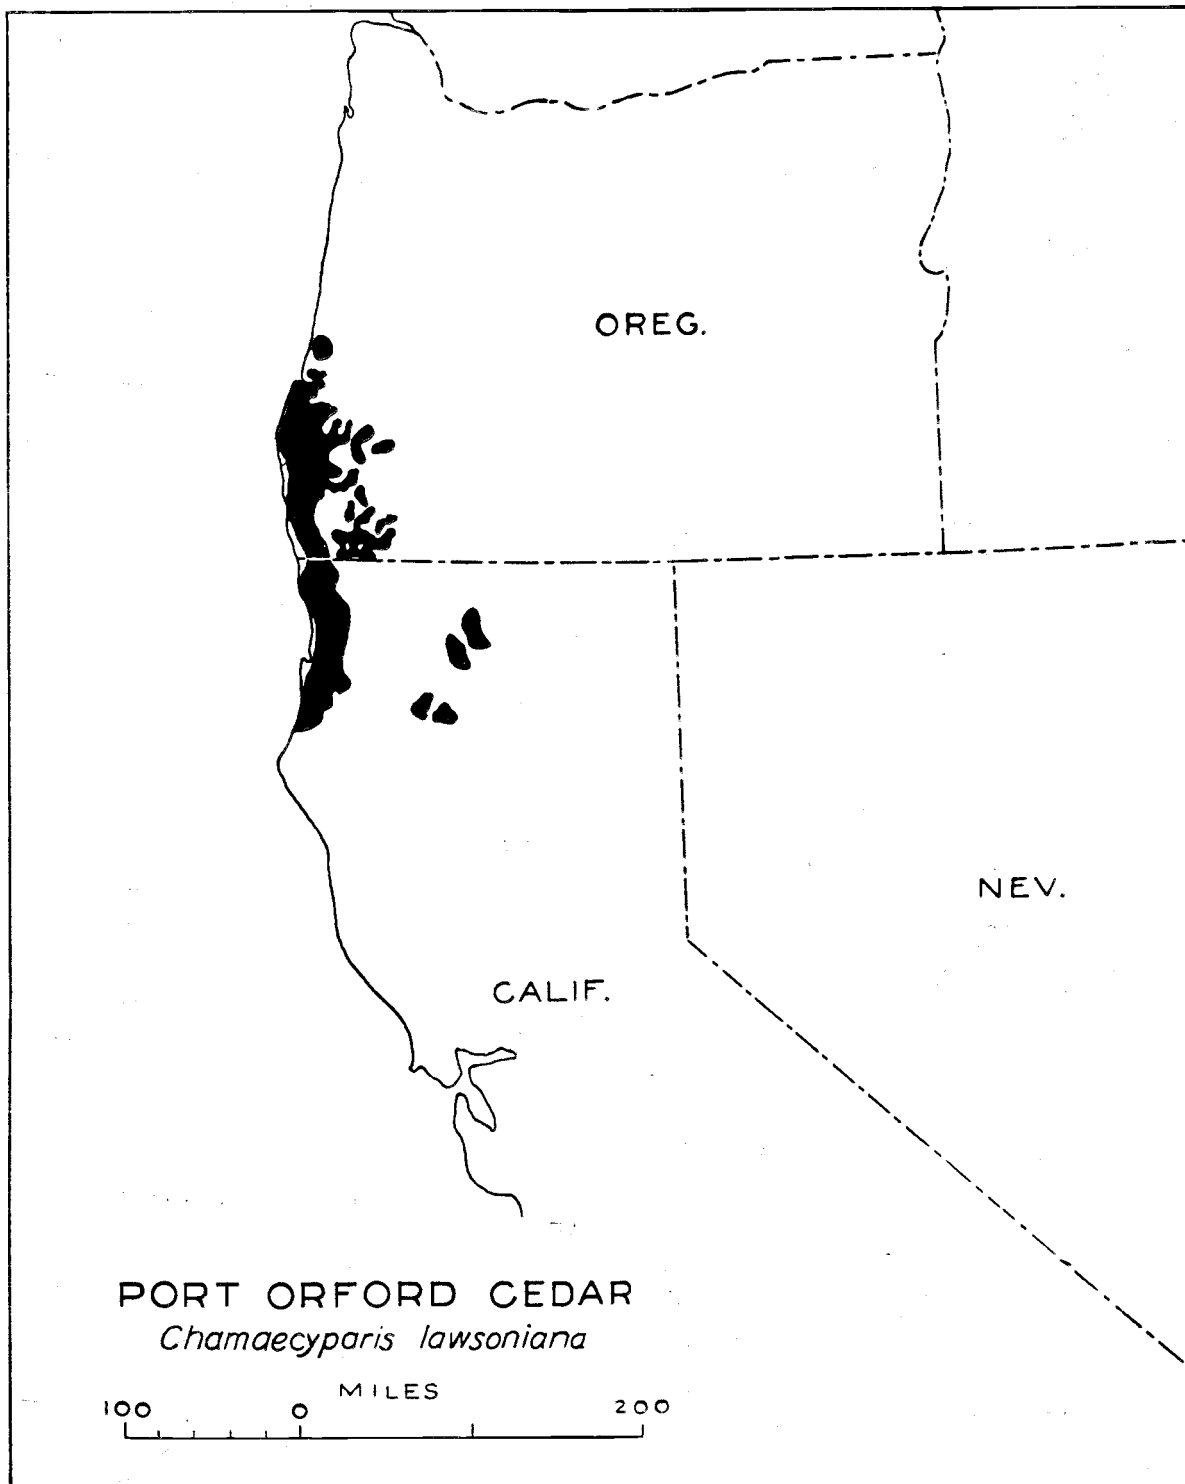 OREG.
NEV.
CALIF.
PORT ORFORD CEDAR
Chamaecyparis lawsoniana
MILES
100 0 200